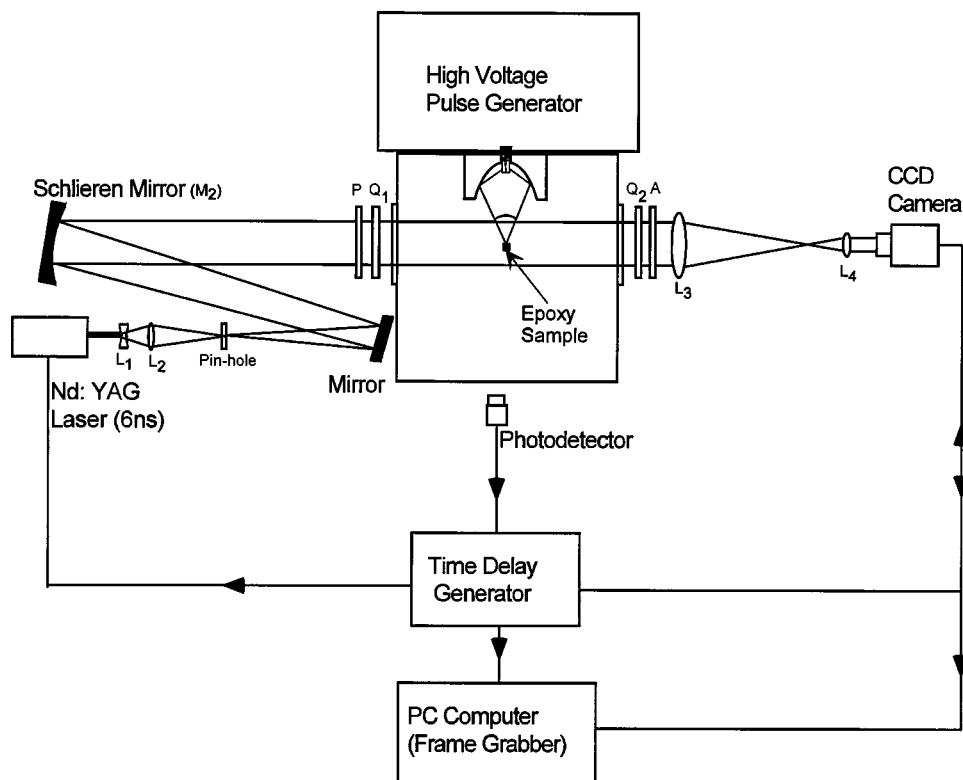 High Voltage
Pulse Generator
Schlieren Mirror (M2)
P Q1
Q2 A
CCD
Camera
L3
L4
Epoxy
Sample
L1 L2
Pin-hole
Mirror
Nd: YAG
Laser (6ns)
Photodetector
Time Delay
Generator
PC Computer
(Frame Grabber)